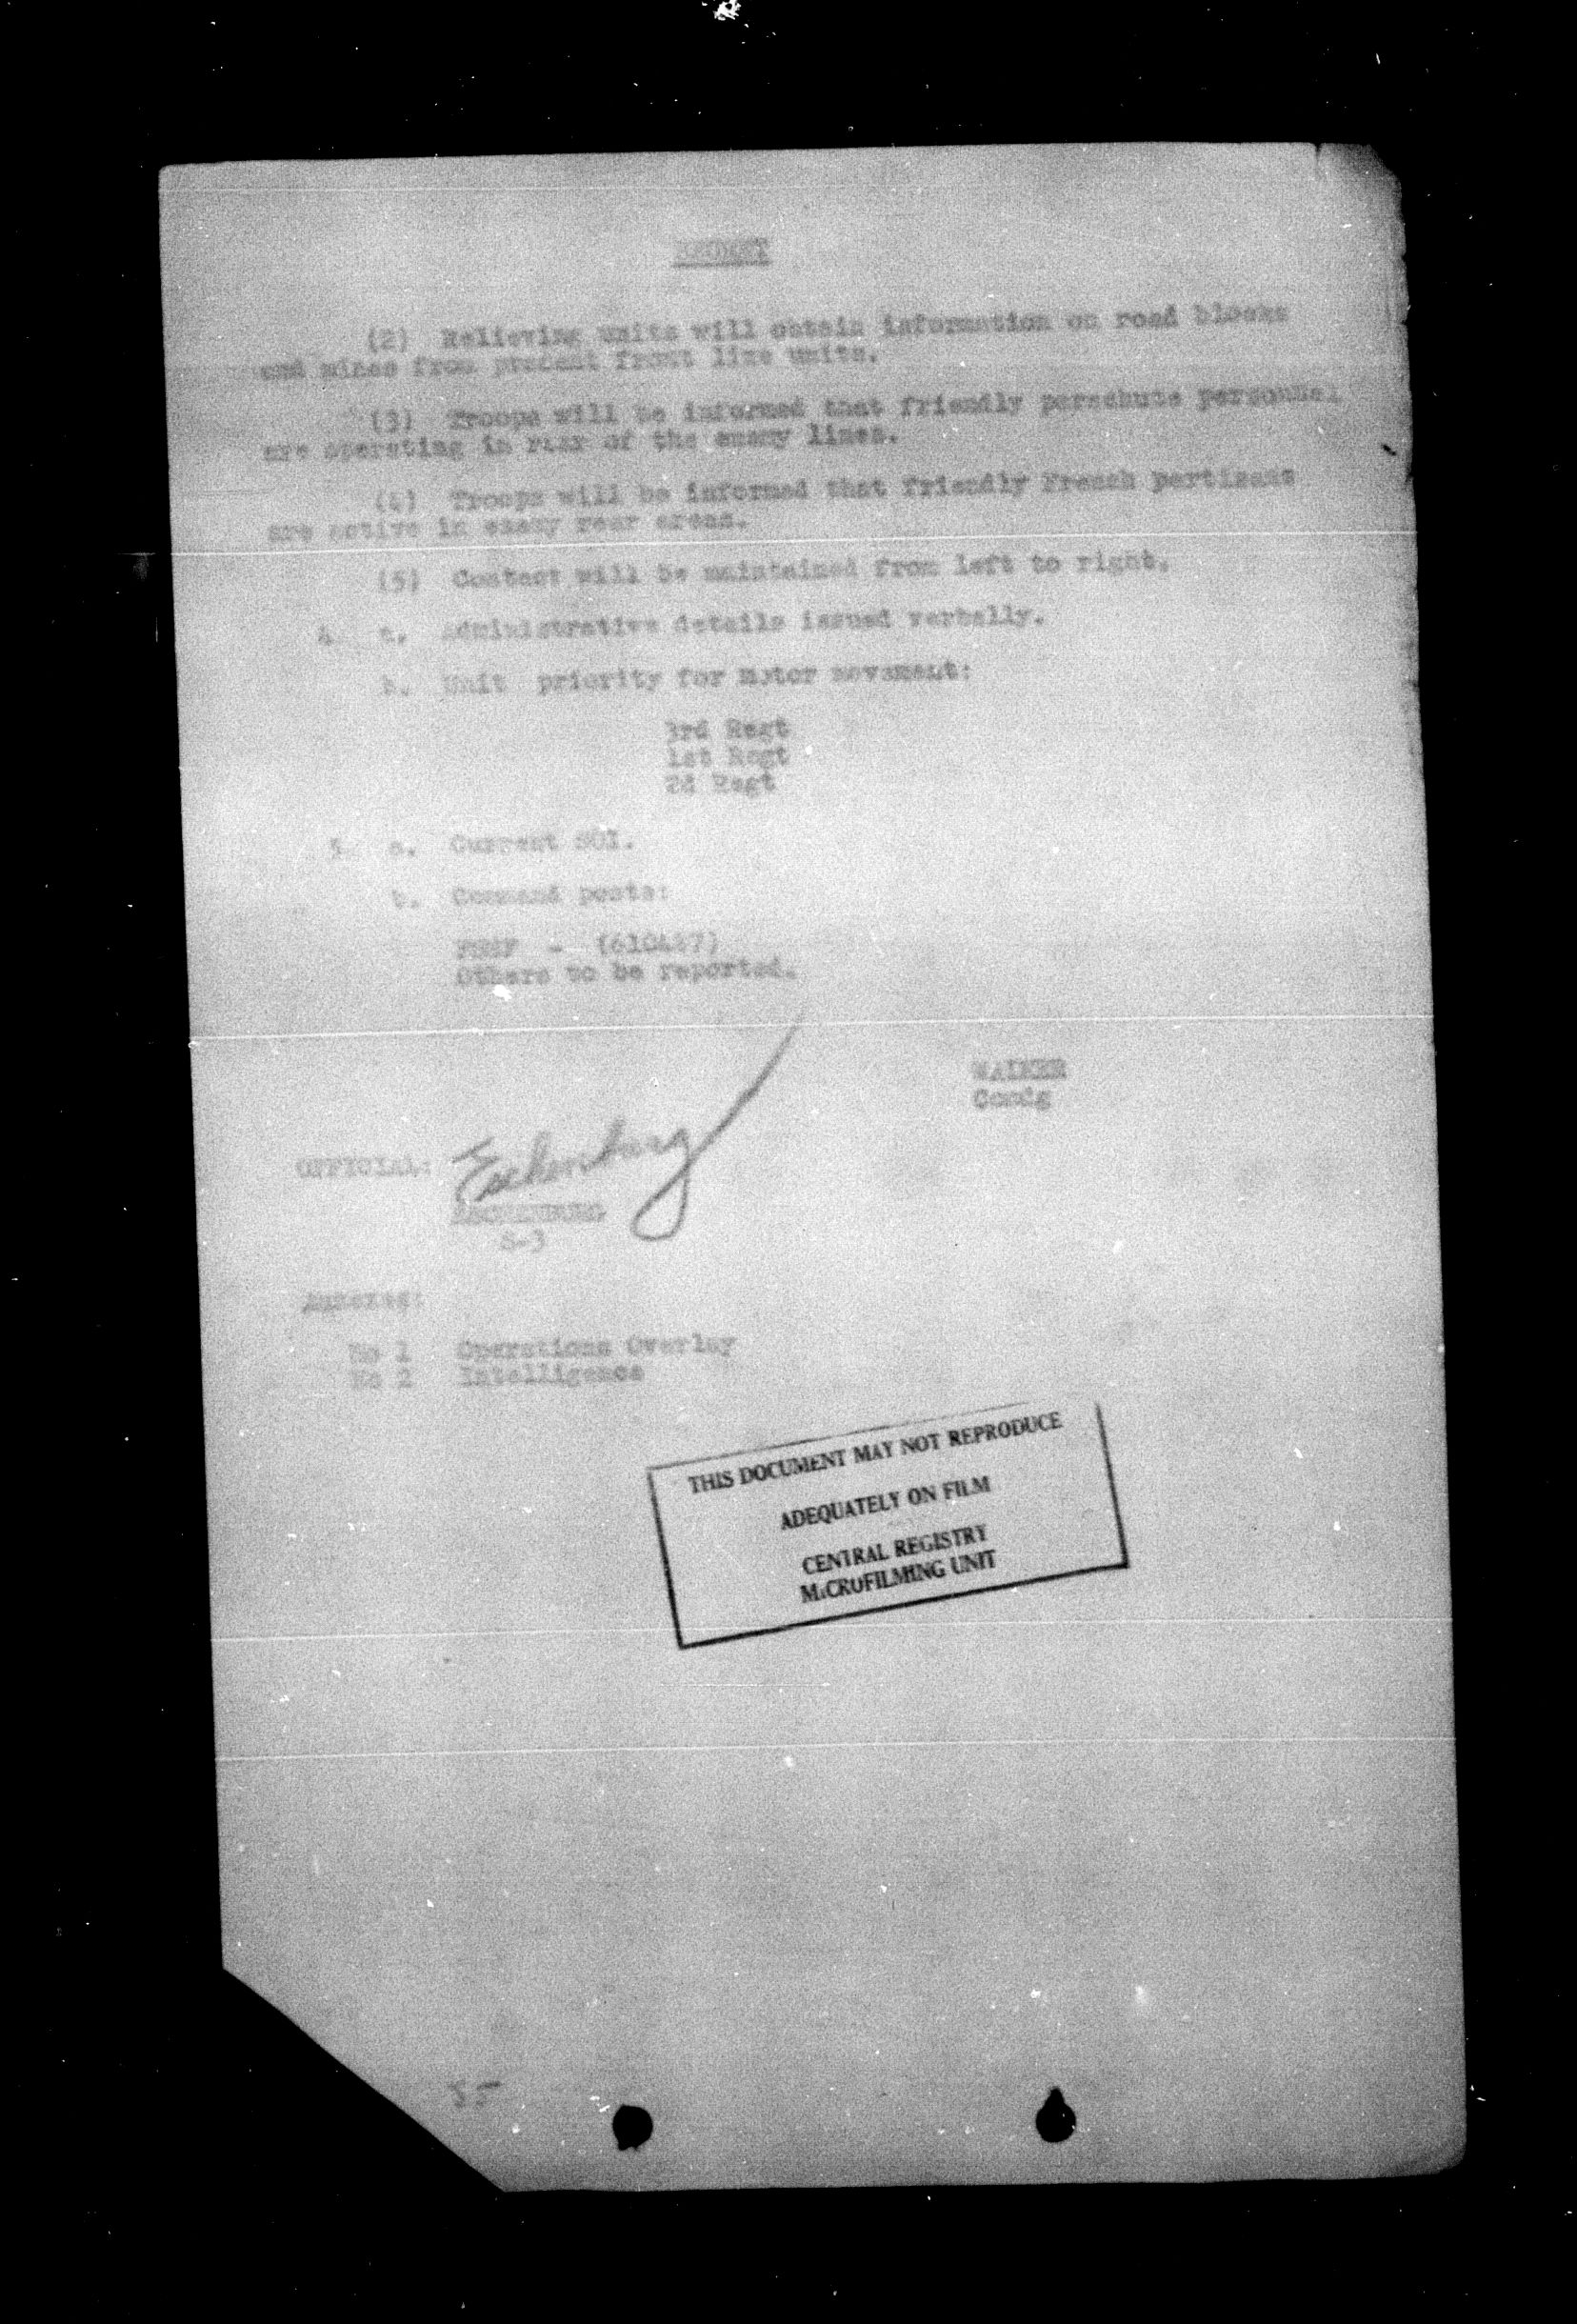 SECRET
(2) Relieving units will obtain information on road blocks
and mines from present front line units.
(3) Troops will be informed that friendly parachute personnel
are operating in rear of the enemy lines.
(4) Troops will be informed that friendly French partisans
are active in enemy rear areas.
(5) Contact will be maintained from left to right.
4. a. Administrative details issued verbally.
b. Unit priority for motor movement:
3rd Regt
1st Regt
2d Regt
5. a. Current SOI.
b. Command posts:
FSSF - (610447)
Others to be reported.
WALKER
Comdg
OFFICIAL: Eschenburg
ESCHENBURG
S-3
Annexes:
No 1 Operations Overlay
No 2 Intelligence
THIS DOCUMENT MAY NOT REPRODUCE
ADEQUATELY ON FILM
CENTRAL REGISTRY
MICROFILMING UNIT
55